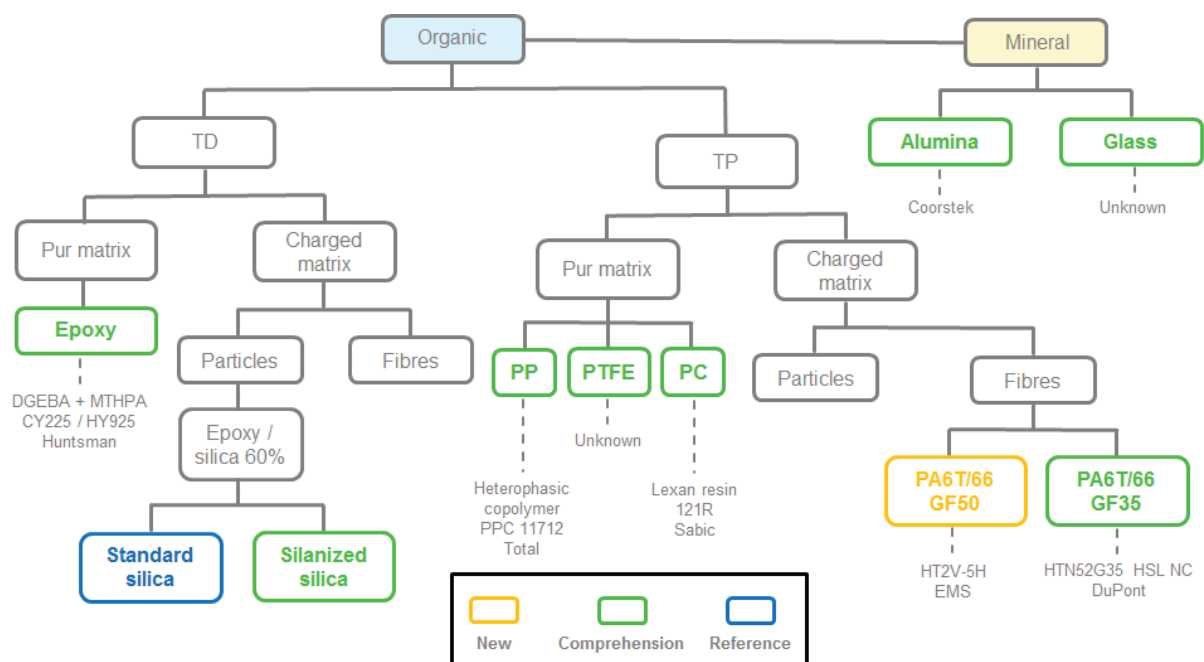 Organic
Mineral
TD
TP
Alumina
Glass
Coorstek
Unknown
Pur matrix
Charged
matrix
Pur matrix
Charged
matrix
Epoxy
DGEBA + MTHPA
CY225 / HY925
Huntsman
Particles
Fibres
PP
PTFE
PC
Particles
Fibres
Epoxy /
silica 60%
Unknown
Heterophasic
copolymer
PPC 11712
Total
Lexan resin
121R
Sabic
PA6T/66
GF50
PA6T/66
GF35
Standard
silica
Silanized
silica
HT2V-5H
EMS
HTN52G35 HSL NC
DuPont
New
Comprehension
Reference